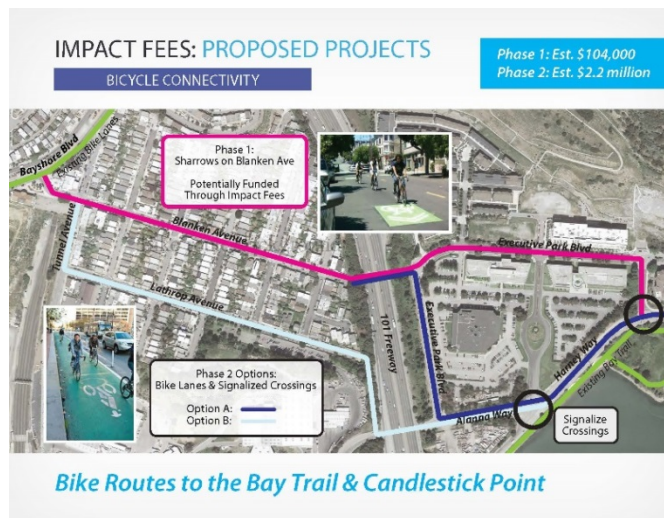 IMPACT FEES: PROPOSED PROJECTS
BICYCLE CONNECTIVITY
Phase 1: Est. $104,000
Phase 2: Est. $2.2 million
Bayshore Blvd
Existing Bike Lanes
Phase 1:
Sharrows on Blanken Ave
Potentially Funded
Through Impact Fees
Tunnel Avenue
Blanken Avenue
Lathrop Avenue
101 Freeway
Executive Park Blvd
Executive Park Blvd
Harney Way
Existing Bay Trail
Alanna Way
Phase 2 Options:
Bike Lanes & Signalized Crossings
Option A:
Option B:
Signalize
Crossings
Bike Routes to the Bay Trail & Candlestick Point